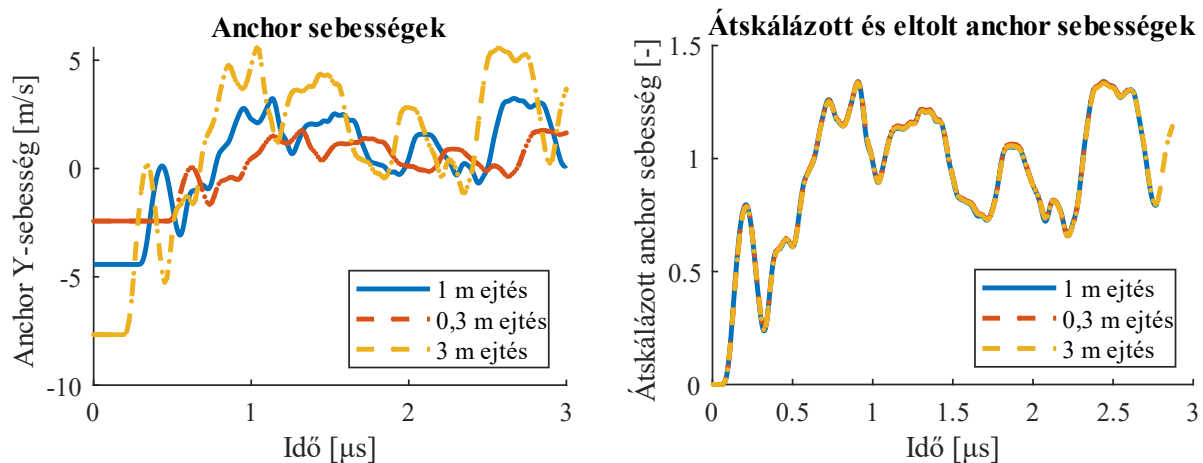 Anchor sebességek
Anchor Y-sebesség [m/s]
5
0
-5
-10
0
1
2
3
Idő [μs]
1 m ejtés
0,3 m ejtés
3 m ejtés
Átskálázott és eltolt anchor sebességek
Átskálázott anchor sebesség [-]
1.5
1
0.5
0
0
0.5
1
1.5
2
2.5
3
Idő [μs]
1 m ejtés
0,3 m ejtés
3 m ejtés